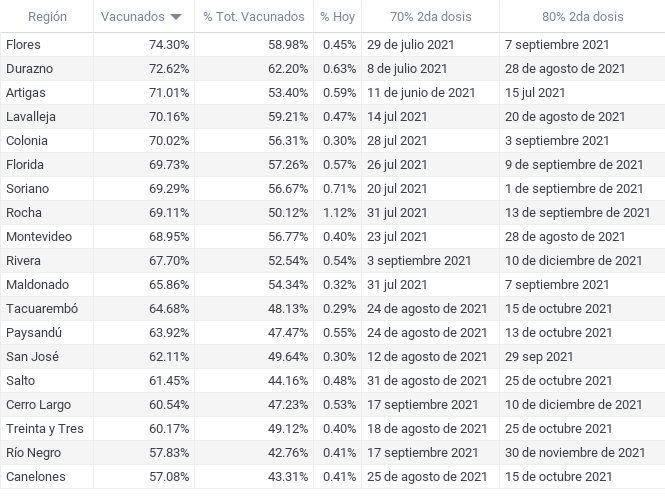 Región Vacunados % Tot. Vacunados % Hoy 70% 2da dosis 80% 2da dosis
Flores 74.30% 58.98% 0.45% 29 de julio 2021 7 septiembre 2021
Durazno 72.62% 62.20% 0.63% 8 de julio 2021 28 de agosto de 2021
Artigas 71.01% 53.40% 0.59% 11 de junio de 2021 15 jul 2021
Lavalleja 70.16% 59.21% 0.47% 14 jul 2021 20 de agosto de 2021
Colonia 70.02% 56.31% 0.30% 28 jul 2021 3 septiembre 2021
Florida 69.73% 57.26% 0.57% 26 jul 2021 9 de septiembre de 2021
Soriano 69.29% 56.67% 0.71% 20 jul 2021 1 de septiembre de 2021
Rocha 69.11% 50.12% 1.12% 31 jul 2021 13 de septiembre de 2021
Montevideo 68.95% 56.77% 0.40% 23 jul 2021 28 de agosto de 2021
Rivera 67.70% 52.54% 0.54% 3 septiembre 2021 10 de diciembre de 2021
Maldonado 65.86% 54.34% 0.32% 31 jul 2021 7 septiembre 2021
Tacuarembó 64.68% 48.13% 0.29% 24 de agosto de 2021 15 de octubre 2021
Paysandú 63.92% 47.47% 0.55% 24 de agosto de 2021 13 de octubre 2021
San José 62.11% 49.64% 0.30% 12 de agosto de 2021 29 sep 2021
Salto 61.45% 44.16% 0.48% 31 de agosto de 2021 25 de octubre 2021
Cerro Largo 60.54% 47.23% 0.53% 17 septiembre 2021 10 de diciembre de 2021
Treinta y Tres 60.17% 49.12% 0.40% 18 de agosto de 2021 25 de octubre 2021
Río Negro 57.83% 42.76% 0.41% 17 septiembre 2021 30 de noviembre de 2021
Canelones 57.08% 43.31% 0.41% 25 de agosto de 2021 15 de octubre 2021